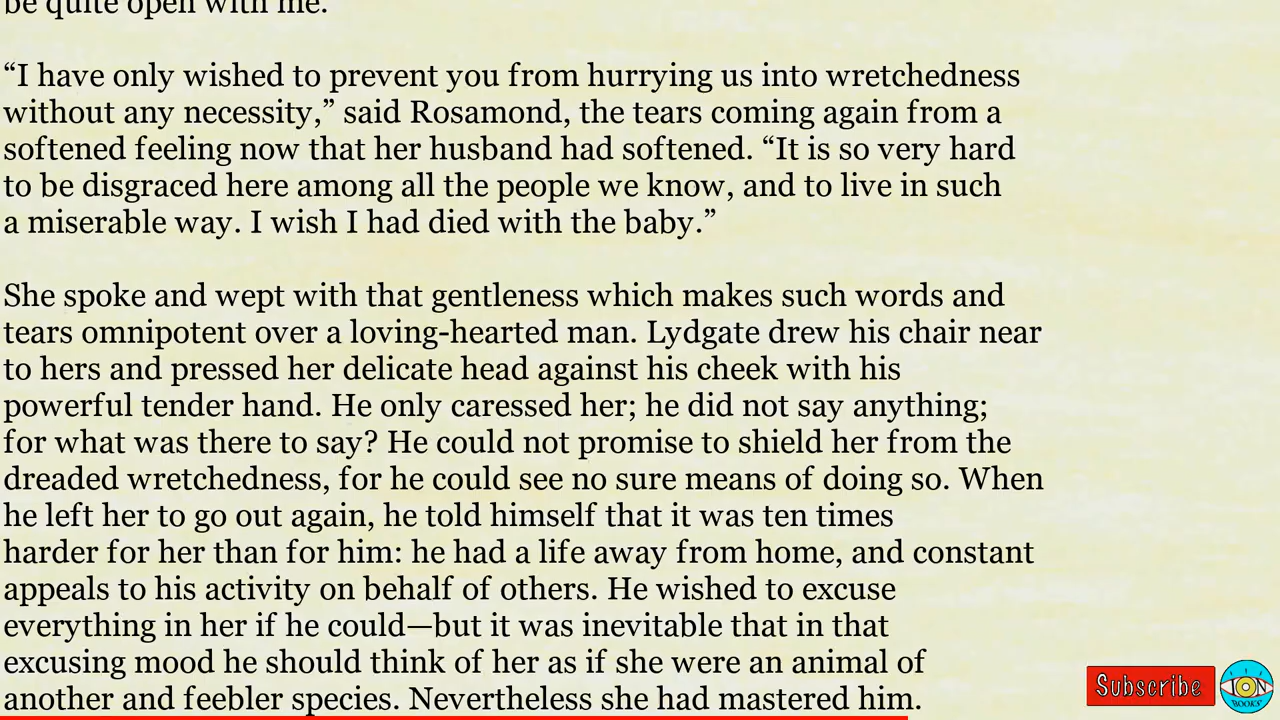 be quite open with me.
“I have only wished to prevent you from hurrying us into wretchedness
without any necessity,” said Rosamond, the tears coming again from a
softened feeling now that her husband had softened. “It is so very hard
to be disgraced here among all the people we know, and to live in such
a miserable way. I wish I had died with the baby.”
She spoke and wept with that gentleness which makes such words and
tears omnipotent over a loving-hearted man. Lydgate drew his chair near
to hers and pressed her delicate head against his cheek with his
powerful tender hand. He only caressed her; he did not say anything;
for what was there to say? He could not promise to shield her from the
dreaded wretchedness, for he could see no sure means of doing so. When
he left her to go out again, he told himself that it was ten times
harder for her than for him: he had a life away from home, and constant
appeals to his activity on behalf of others. He wished to excuse
everything in her if he could—but it was inevitable that in that
excusing mood he should think of her as if she were an animal of
another and feebler species. Nevertheless she had mastered him.
Subscribe
ION
BOOKS